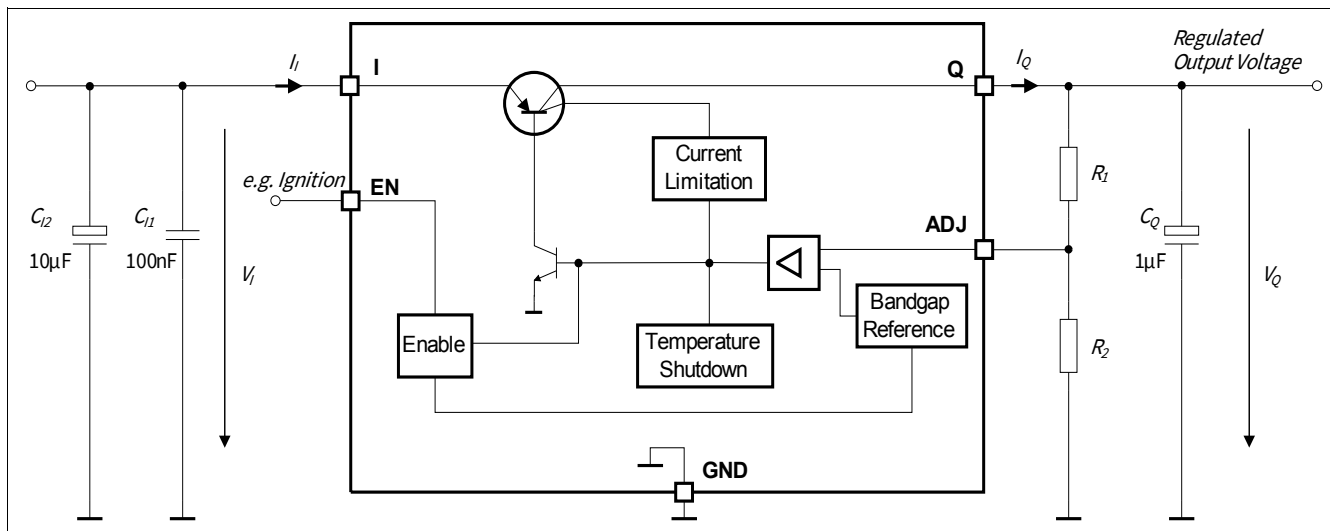 I_I
I
Q
I_Q
Regulated
Output Voltage
Current
Limitation
R_1
e.g. Ignition
EN
ADJ
C_I2
10µF
C_I1
100nF
V_I
C_Q
1µF
V_Q
Bandgap
Reference
Enable
Temperature
Shutdown
R_2
GND